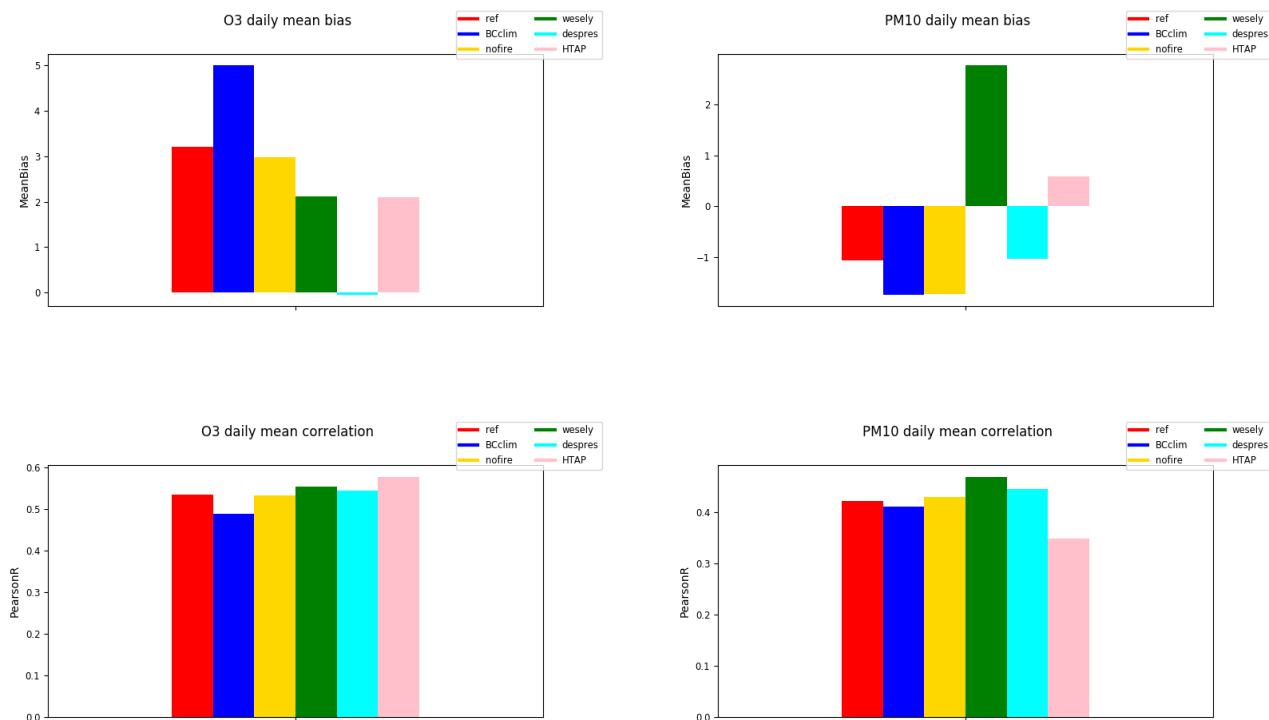 O3 daily mean bias
ref
BCclim
nofire
wesely
despres
HTAP
5
4
3
2
1
0
MeanBias
PM10 daily mean bias
ref
BCclim
nofire
wesely
despres
HTAP
2
1
0
−1
MeanBias
O3 daily mean correlation
ref
BCclim
nofire
wesely
despres
HTAP
0.6
0.5
0.4
0.3
0.2
0.1
0.0
PearsonR
PM10 daily mean correlation
ref
BCclim
nofire
wesely
despres
HTAP
0.4
0.3
0.2
0.1
0.0
PearsonR